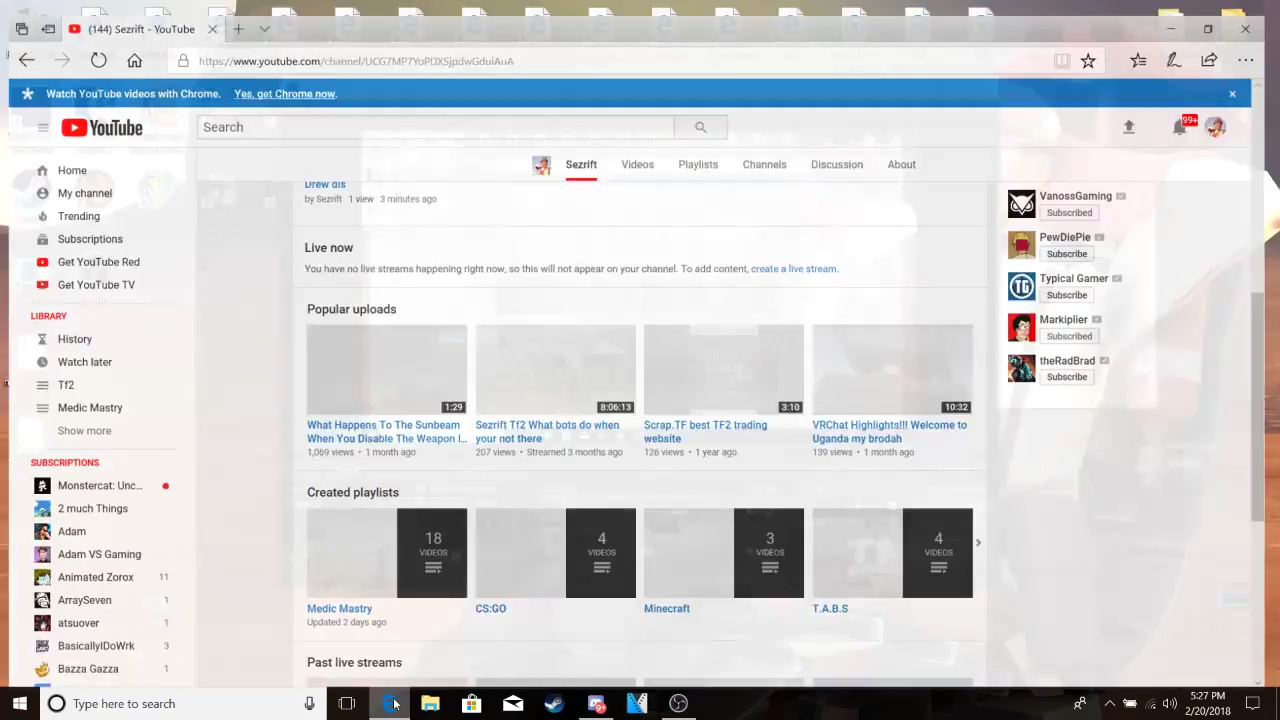 (144) Sezrift - YouTube
https://www.youtube.com/channel/UCG7MP7YoPDXSjpdwGduiAuA
Watch YouTube videos with Chrome. Yes, get Chrome now.
YouTube
Search
99+
Home
My channel
Trending
Subscriptions
Get YouTube Red
Get YouTube TV
LIBRARY
History
Watch later
Tf2
Medic Mastry
Show more
SUBSCRIPTIONS
Monstercat: Unc...
2 much Things
Adam
Adam VS Gaming
Animated Zorox 11
ArraySeven 1
atsuover 1
BasicallyIDoWrk 3
Bazza Gazza 1
Sezrift Videos Playlists Channels Discussion About
Drew dis
by Sezrift 1 view 3 minutes ago
Live now
You have no live streams happening right now, so this will not appear on your channel. To add content, create a live stream.
Popular uploads
1:29
What Happens To The Sunbeam
When You Disable The Weapon I...
1,069 views • 1 month ago
8:06:13
Sezrift Tf2 What bots do when
your not there
207 views • Streamed 3 months ago
3:10
Scrap.TF best TF2 trading
website
126 views • 1 year ago
10:32
VRChat Highlights!!! Welcome to
Uganda my brodah
139 views • 1 month ago
Created playlists
18
VIDEOS
Medic Mastry
Updated 2 days ago
4
VIDEOS
CS:GO
3
VIDEOS
Minecraft
4
VIDEOS
T.A.B.S
Past live streams
VanossGaming
Subscribed
PewDiePie
Subscribe
Typical Gamer
Subscribe
Markiplier
Subscribed
theRadBrad
Subscribe
Type here to search
5:27 PM
2/20/2018